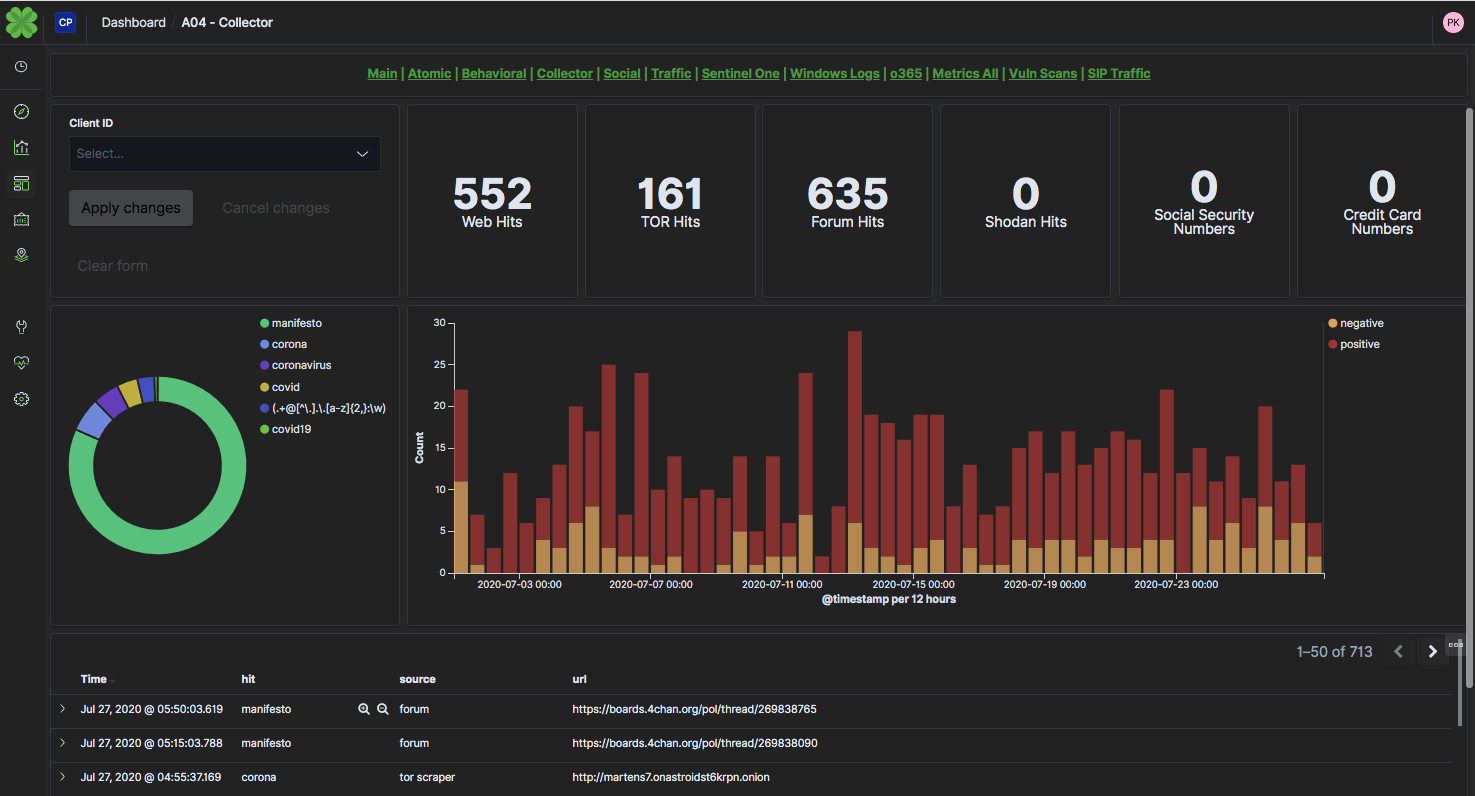 CP Dashboard / A04 - Collector PK
Main | Atomic | Behavioral | Collector | Social | Traffic | Sentinel One | Windows Logs | o365 | Metrics All | Vuln Scans | SIP Traffic
Client ID
Select...
Apply changes Cancel changes
Clear form
552
Web Hits
161
TOR Hits
635
Forum Hits
0
Shodan Hits
0
Social Security
Numbers
0
Credit Card
Numbers
manifesto
corona
coronavirus
covid
(.+@[^\.].\.[a-z]{2,}:\w)
covid19
30
25
20
15
10
5
0
Count
2020-07-03 00:00 2020-07-07 00:00 2020-07-11 00:00 2020-07-15 00:00 2020-07-19 00:00 2020-07-23 00:00
@timestamp per 12 hours
negative
positive
1–50 of 713
Time hit source url
Jul 27, 2020 @ 05:50:03.619 manifesto forum https://boards.4chan.org/pol/thread/269838765
Jul 27, 2020 @ 05:15:03.788 manifesto forum https://boards.4chan.org/pol/thread/269838090
Jul 27, 2020 @ 04:55:37.169 corona tor scraper http://martens7.onastroidst6krpn.onion